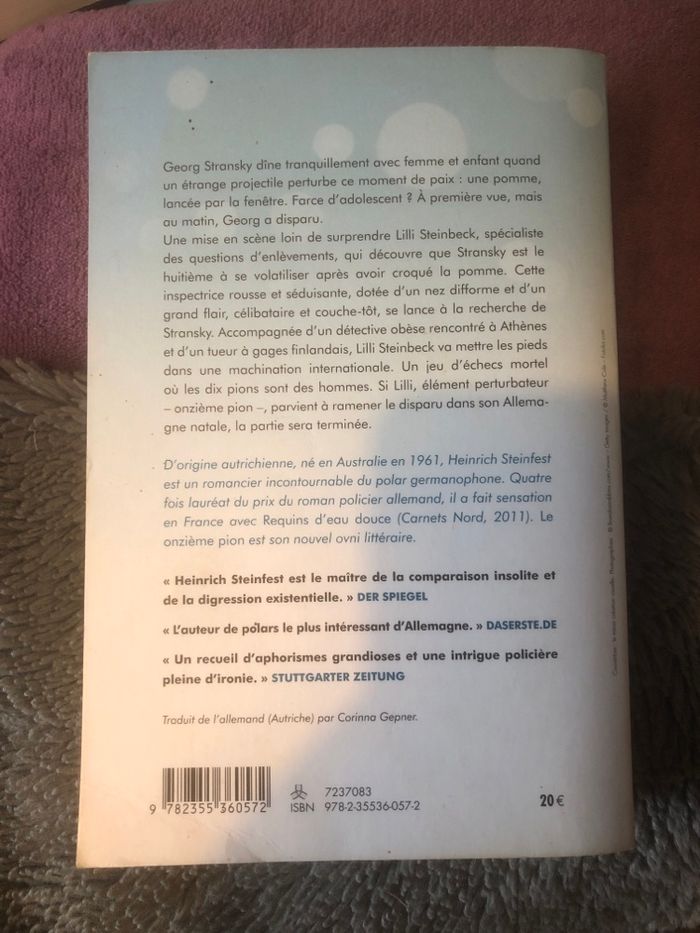 Georg Stransky dîne tranquillement avec femme et enfant quand
un étrange projectile perturbe ce moment de paix : une pomme,
lancée par la fenêtre. Farce d'adolescent ? À première vue, mais
au matin, Georg a disparu.
Une mise en scène loin de surprendre Lilli Steinbeck, spécialiste
des questions d'enlèvements, qui découvre que Stransky est le
huitième à se volatiliser après avoir croqué la pomme. Cette
inspectrice rousse et séduisante, dotée d'un nez difforme et d'un
grand flair, célibataire et couche-tôt, se lance à la recherche de
Stransky. Accompagnée d'un détective obèse rencontré à Athènes
et d'un tueur à gages finlandais, Lilli Steinbeck va mettre les pieds
dans une machination internationale. Un jeu d'échecs mortel
où les dix pions sont des hommes. Si Lilli, élément perturbateur
– onzième pion –, parvient à ramener le disparu dans son Allema-
gne natale, la partie sera terminée.
D'origine autrichienne, né en Australie en 1961, Heinrich Steinfest
est un romancier incontournable du polar germanophone. Quatre
fois lauréat du prix du roman policier allemand, il a fait sensation
en France avec Requins d'eau douce (Carnets Nord, 2011). Le
onzième pion est son nouvel ovni littéraire.
« Heinrich Steinfest est le maître de la comparaison insolite et
de la digression existentielle. » DER SPIEGEL
« L'auteur de polars le plus intéressant d'Allemagne. » DASERSTE.DE
« Un recueil d'aphorismes grandioses et une intrigue policière
pleine d'ironie. » STUTTGARTER ZEITUNG
Traduit de l'allemand (Autriche) par Corinna Gepner.
9 782355 360572
7237083
ISBN 978-2-35536-057-2
20 €